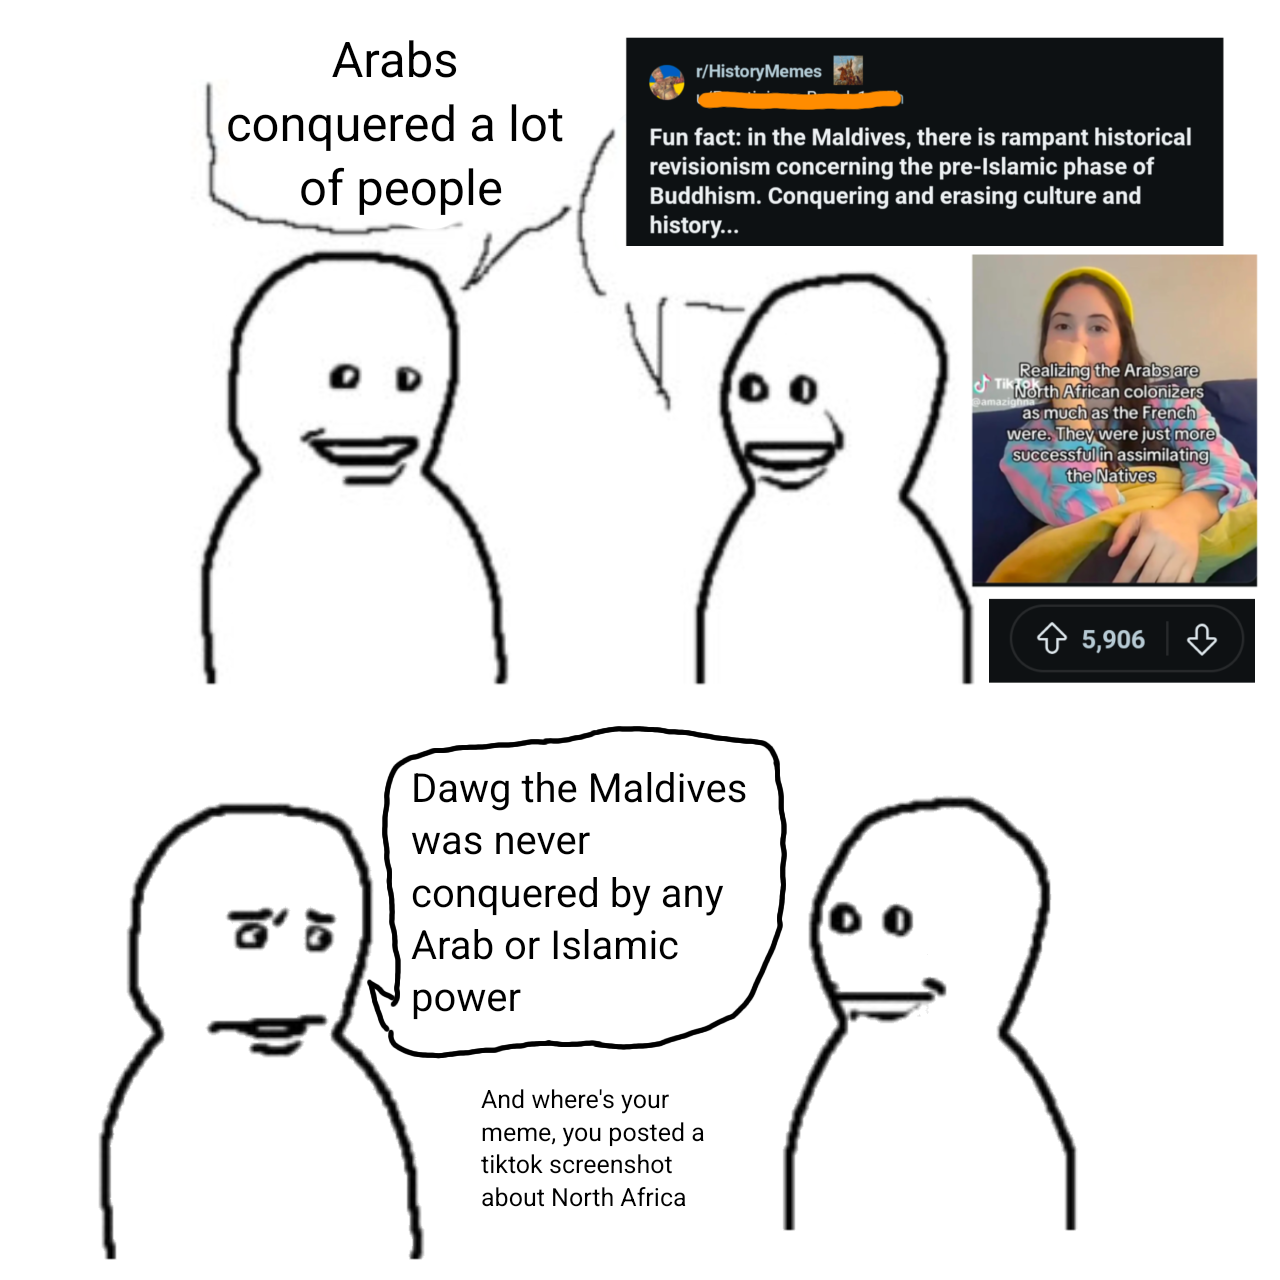 Arabs
conquered a lot
of people
r/HistoryMemes
Fun fact: in the Maldives, there is rampant historical
revisionism concerning the pre-Islamic phase of
Buddhism. Conquering and erasing culture and
history...
Realizing the Arabs are
TikTok
North African colonizers
@amazighna
as much as the French
were. They were just more
successful in assimilating
the Natives
5,906
Dawg the Maldives
was never
conquered by any
Arab or Islamic
power
And where's your
meme, you posted a
tiktok screenshot
about North Africa